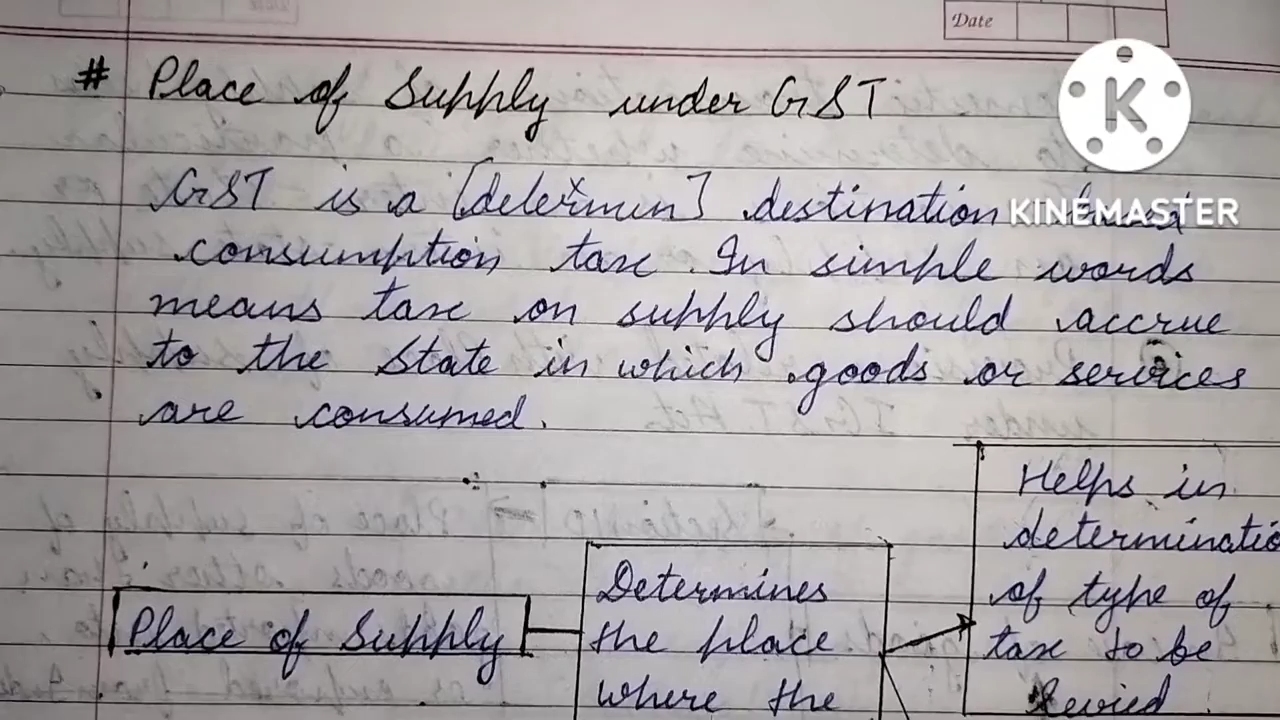 Date
# Place of Supply under GST
K
KINEMASTER
GST is a [determin] destination
consumption tax. In simple words
means tax on supply should accrue
to the State in which goods or services
are consumed.
Helps in
determinatio
of type of
tax to be
levied.
Determines
the place
where the
Place of Supply